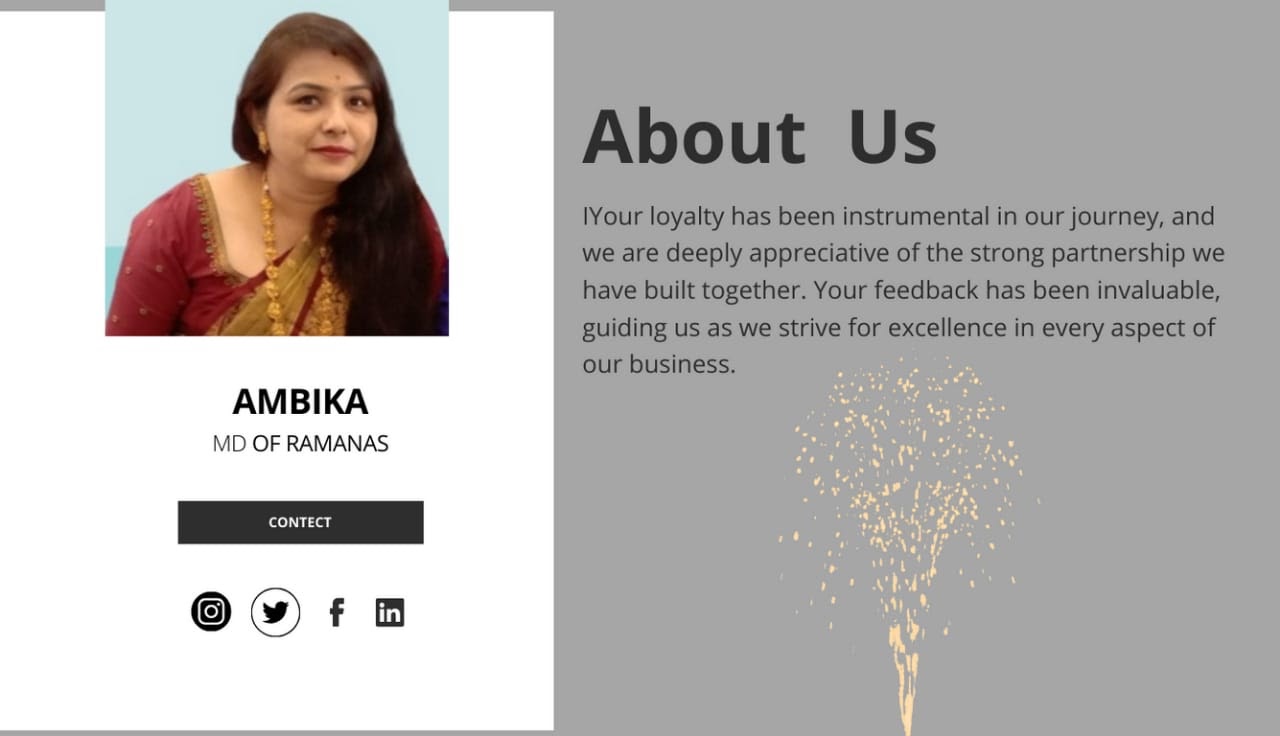 About Us
IYour loyalty has been instrumental in our journey, and
we are deeply appreciative of the strong partnership we
have built together. Your feedback has been invaluable,
guiding us as we strive for excellence in every aspect of
our business.
AMBIKA
MD OF RAMANAS
CONTECT